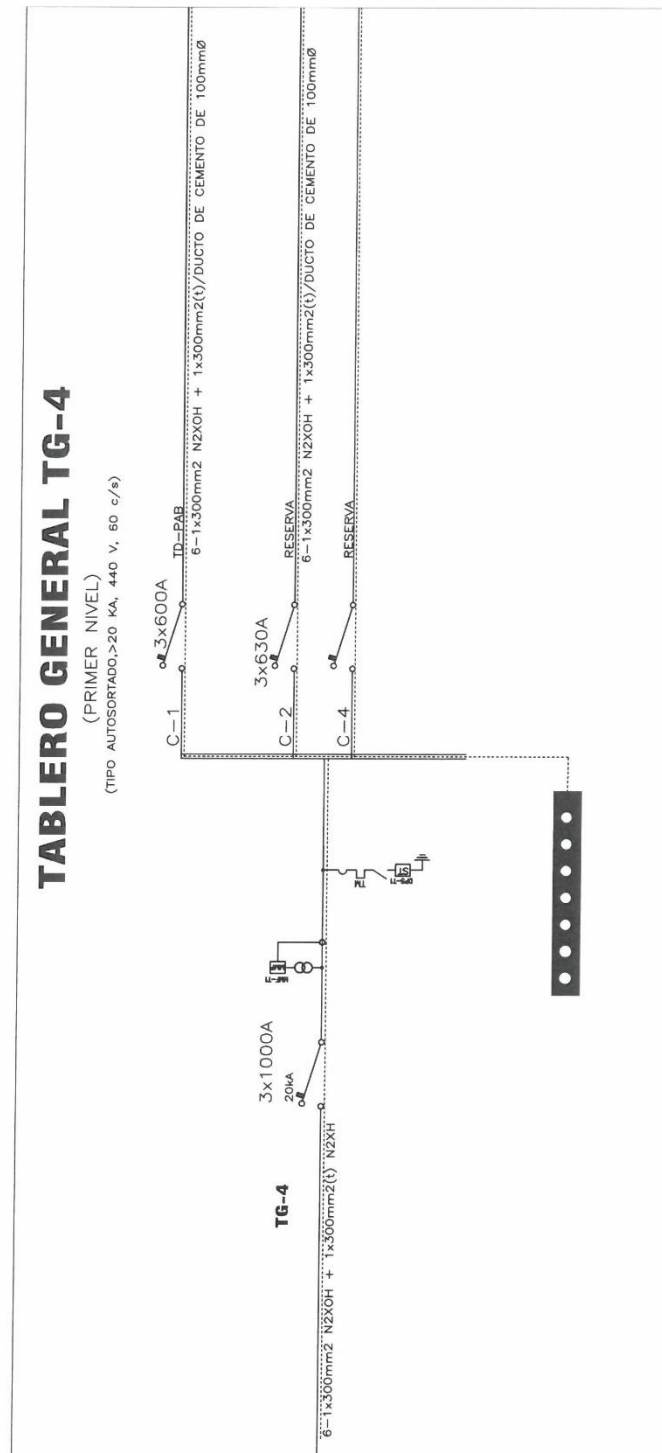 TABLERO GENERAL TG-4
(PRIMER NIVEL)
(TIPO AUTOSORTADO,>20 KA, 440 V, 60 c/s)
3x600A
TD-PAB
C-1
6-1x300mm2 N2XOH + 1x300mm2(t)/DUCTO DE CEMENTO DE 100mmØ
3x630A
RESERVA
C-2
6-1x300mm2 N2XOH + 1x300mm2(t)/DUCTO DE CEMENTO DE 100mmØ
RESERVA
C-4
3x1000A
20kA
TM
ST
TG-4
6-1x300mm2 N2XOH + 1x300mm2(t) N2XH